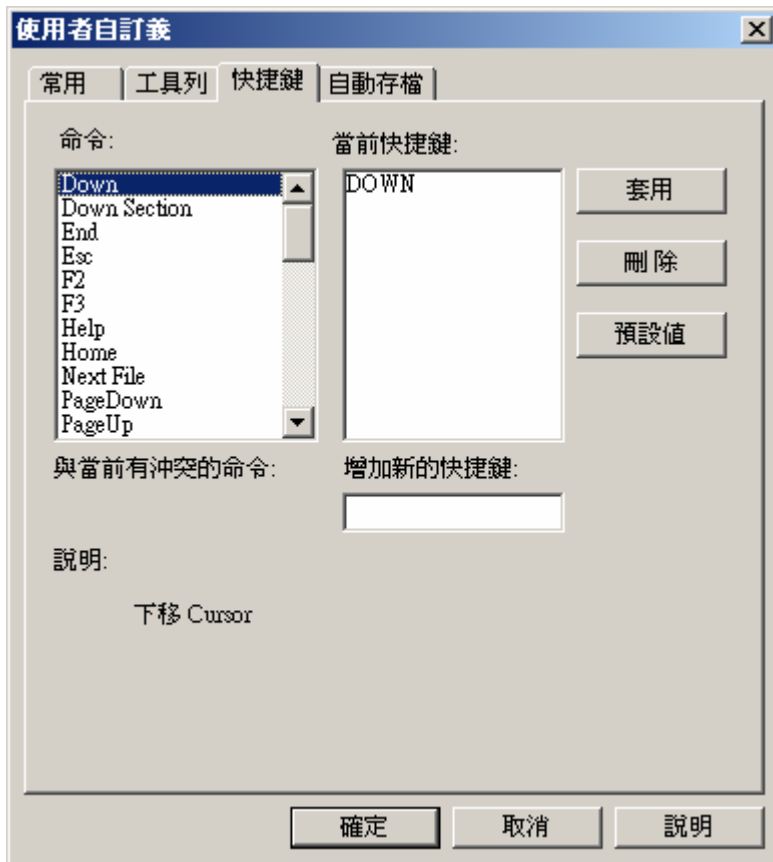 使用者自訂義
常用 工具列 快捷鍵 自動存檔
命令: 當前快捷鍵:
Down
Down Section
End
Esc
F2
F3
Help
Home
Next File
PageDown
PageUp
DOWN
套用
刪除
預設值
與當前有沖突的命令: 增加新的快捷鍵:
說明:
下移 Cursor
確定 取消 說明